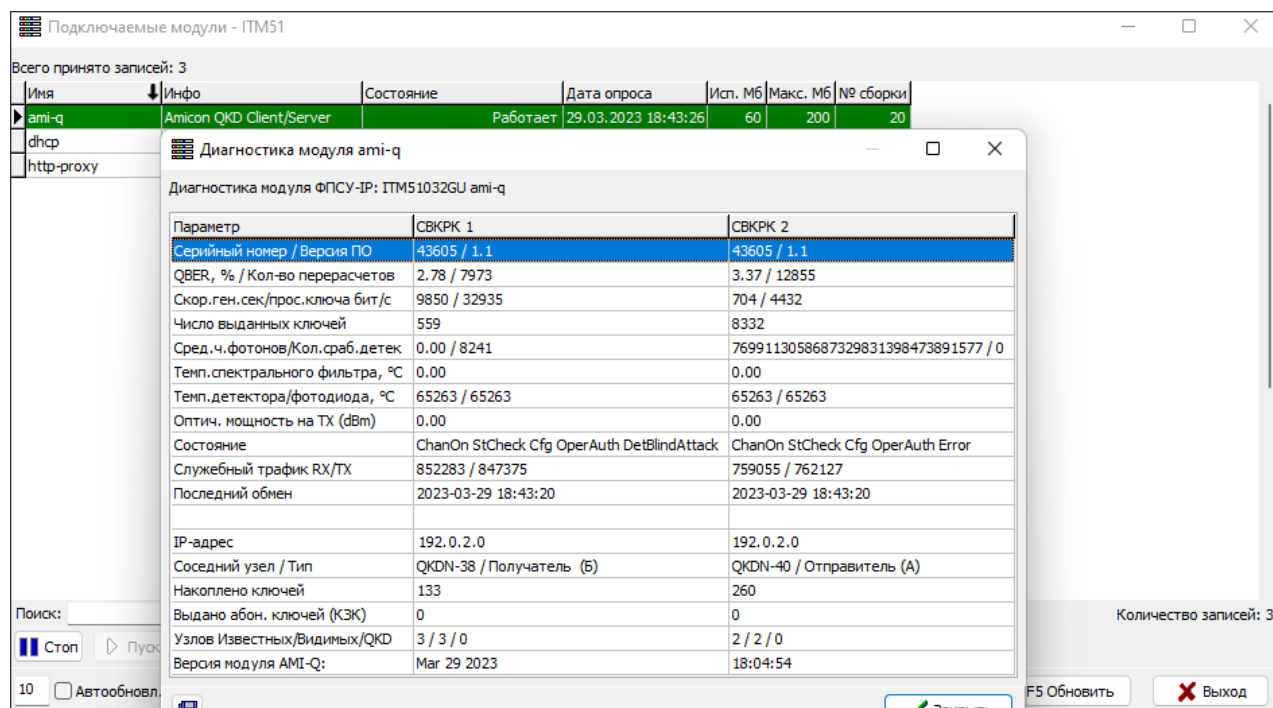 Подключаемые модули - ITM51
Всего принято записей: 3
Имя Инфо Состояние Дата опроса Исп. Мб Макс. Мб № сборки
ami-q Amicon QKD Client/Server Работает 29.03.2023 18:43:26 60 200 20
dhcp
http-proxy
Диагностика модуля ami-q
Диагностика модуля ФПСУ-IP: ITM51032GU ami-q
Параметр СВКРК 1 СВКРК 2
Серийный номер / Версия ПО 43605 / 1.1 43605 / 1.1
QBER, % / Кол-во перерасчетов 2.78 / 7973 3.37 / 12855
Скор.ген.сек/прос.ключа бит/с 9850 / 32935 704 / 4432
Число выданных ключей 559 8332
Сред.ч.фотонов/Кол.сраб.детек 0.00 / 8241 7699113058687329831398473891577 / 0
Темп.спектрального фильтра, ºC 0.00 0.00
Темп.детектора/фотодиода, ºC 65263 / 65263 65263 / 65263
Оптич. мощность на TX (dBm) 0.00 0.00
Состояние ChanOn StCheck Cfg OperAuth DetBlindAttack ChanOn StCheck Cfg OperAuth Error
Служебный трафик RX/TX 852283 / 847375 759055 / 762127
Последний обмен 2023-03-29 18:43:20 2023-03-29 18:43:20
IP-адрес 192.0.2.0 192.0.2.0
Соседний узел / Тип QKDN-38 / Получатель (Б) QKDN-40 / Отправитель (А)
Накоплено ключей 133 260
Выдано абон. ключей (КЗК) 0 0
Узлов Известных/Видимых/QKD 3 / 3 / 0 2 / 2 / 0
Версия модуля AMI-Q: Mar 29 2023 18:04:54
Поиск: Количество записей: 3
Стоп Пуск
10 Автообновл. F5 Обновить Выход